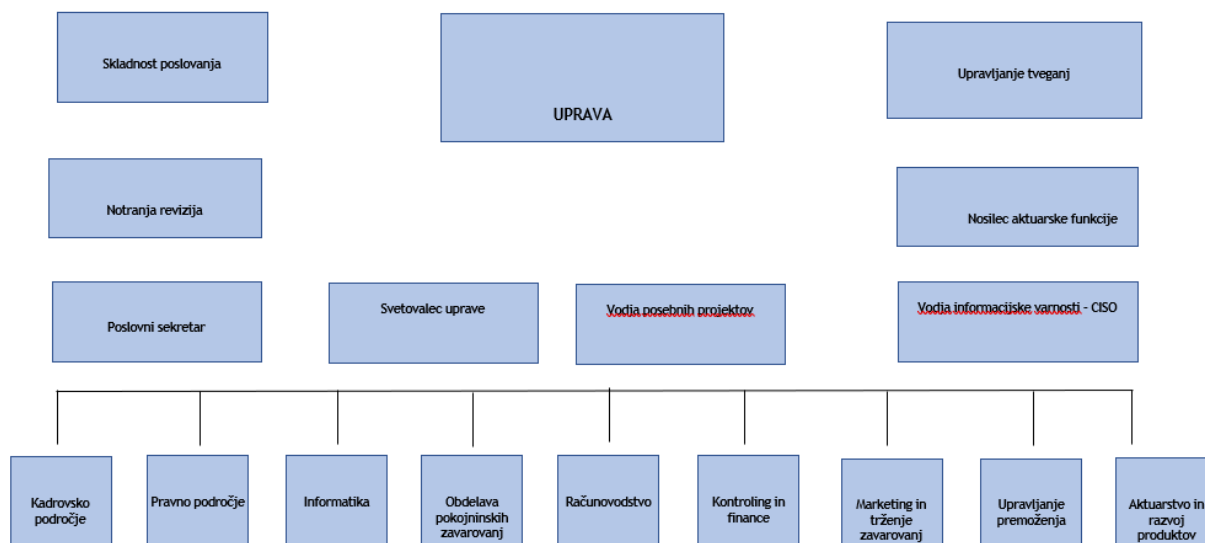 Skladnost poslovanja
UPRAVA
Upravljanje tveganj
Notranja revizija
Nosilec aktuarske funkcije
Poslovni sekretar
Svetovalec uprave
Vodja posebnih projektov
Vodja informacijske varnosti - CISO
Kadrovsko
področje
Pravno področje
Informatika
Obdelava
pokojninskih
zavarovanj
Računovodstvo
Kontroling in
finance
Marketing in
trženje
zavarovanj
Upravljanje
premoženja
Aktuarstvo in
razvoj
produktov